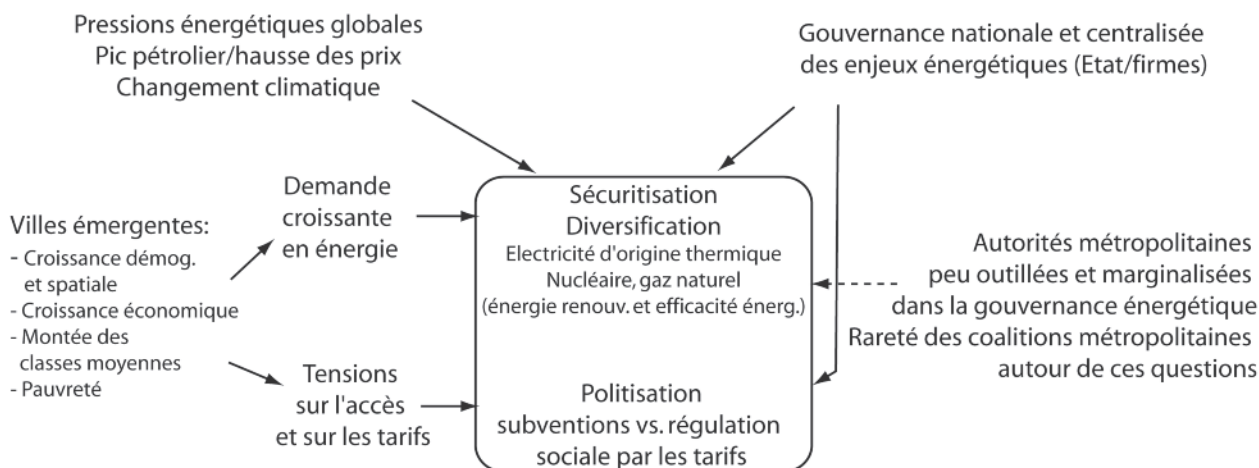 Pressions énergétiques globales
Pic pétrolier/hausse des prix
Changement climatique
Gouvernance nationale et centralisée
des enjeux énergétiques (Etat/firmes)
Villes émergentes:
- Croissance démog.
et spatiale
- Croissance économique
- Montée des
classes moyennes
- Pauvreté
Demande
croissante
en énergie
Tensions
sur l'accès
et sur les tarifs
Sécuritisation
Diversification
Electricité d'origine thermique
Nucléaire, gaz naturel
(énergie renouv. et efficacité énerg.)
Politisation
subventions vs. régulation
sociale par les tarifs
Autorités métropolitaines
peu outillées et marginalisées
dans la gouvernance énergétique
Rareté des coalitions métropolitaines
autour de ces questions